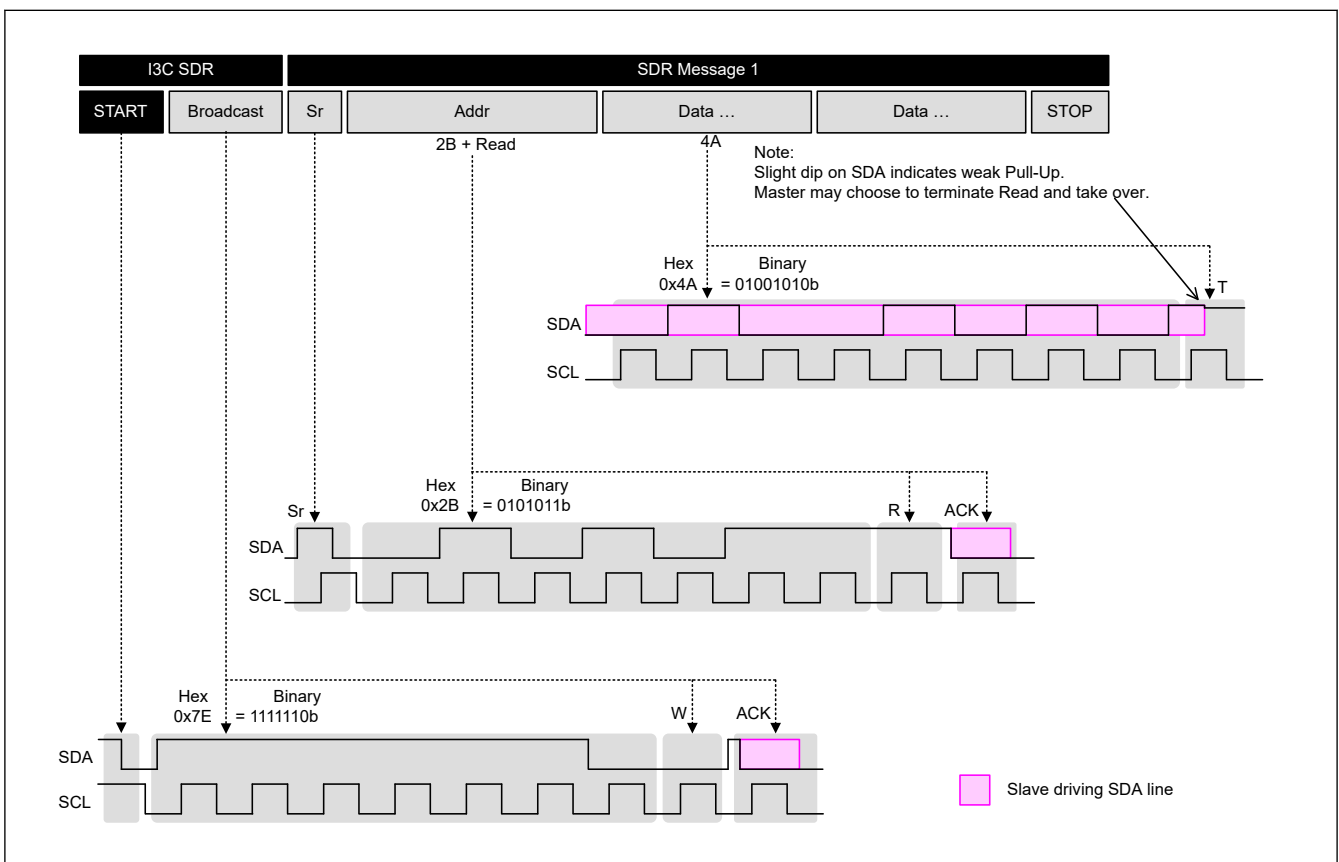 I3C SDR
SDR Message 1
START
Broadcast
Sr
Addr
Data …
Data …
STOP
2B + Read
4A
Note:
Slight dip on SDA indicates weak Pull-Up.
Master may choose to terminate Read and take over.
Hex Binary
0x4A = 01001010b
T
SDA
SCL
Hex Binary
0x2B = 0101011b
Sr
R
ACK
SDA
SCL
Hex Binary
0x7E = 1111110b
W
ACK
SDA
SCL
Slave driving SDA line